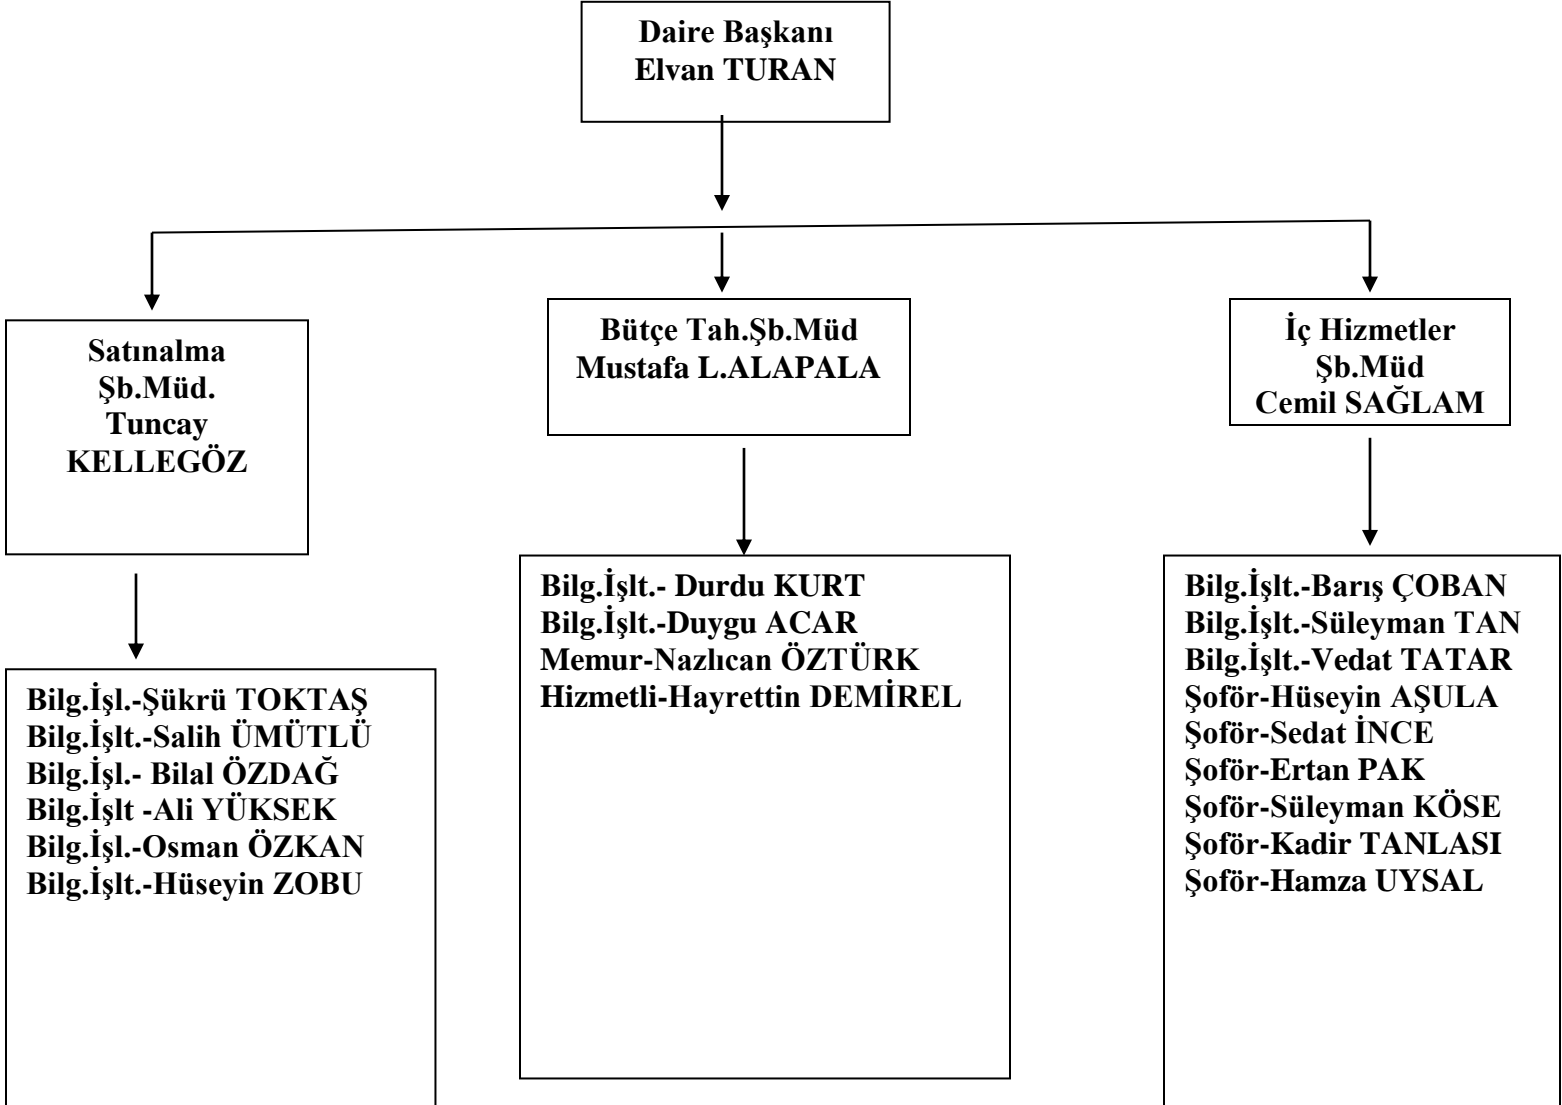 Daire Başkanı
Elvan TURAN
Satınalma
Şb.Müd.
Tuncay
KELLEGÖZ
Bütçe Tah.Şb.Müd
Mustafa L.ALAPALA
İç Hizmetler
Şb.Müd
Cemil SAĞLAM
Bilg.İşl.-Şükrü TOKTAŞ
Bilg.İşlt.-Salih ÜMÜTLÜ
Bilg.İşl.- Bilal ÖZDAĞ
Bilg.İşlt -Ali YÜKSEK
Bilg.İşl.-Osman ÖZKAN
Bilg.İşlt.-Hüseyin ZOBU
Bilg.İşlt.- Durdu KURT
Bilg.İşlt.-Duygu ACAR
Memur-Nazlıcan ÖZTÜRK
Hizmetli-Hayrettin DEMİREL
Bilg.İşlt.-Barış ÇOBAN
Bilg.İşlt.-Süleyman TAN
Bilg.İşlt.-Vedat TATAR
Şoför-Hüseyin AŞULA
Şoför-Sedat İNCE
Şoför-Ertan PAK
Şoför-Süleyman KÖSE
Şoför-Kadir TANLASI
Şoför-Hamza UYSAL